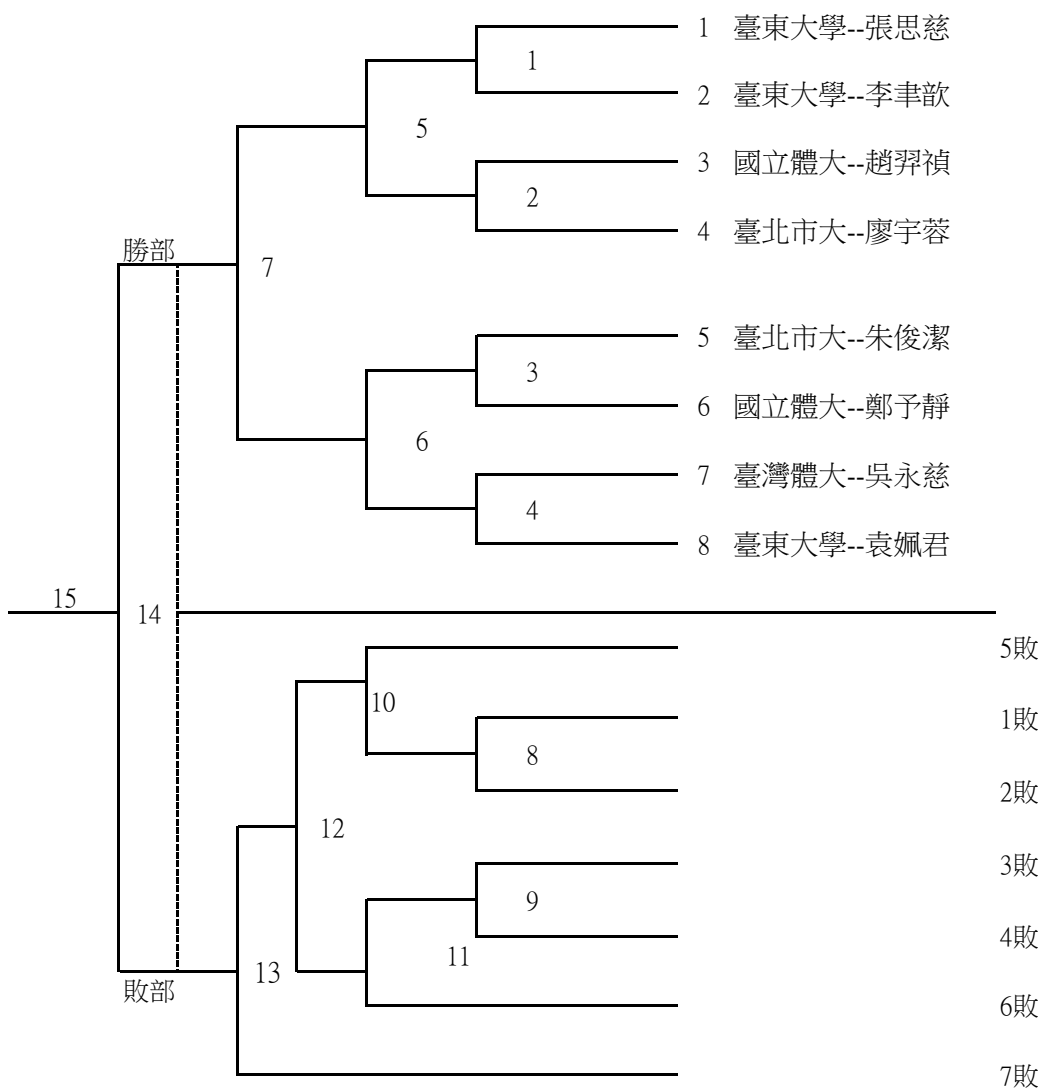 1 臺東大學--張思慈
1
2 臺東大學--李聿歆
5
3 國立體大--趙羿禎
2
4 臺北市大--廖宇蓉
勝部
7
5 臺北市大--朱俊潔
3
6 國立體大--鄭予靜
6
7 臺灣體大--吳永慈
4
8 臺東大學--袁姵君
15
14
5敗
10
1敗
8
2敗
12
3敗
9
4敗
11
13
敗部
6敗
7敗